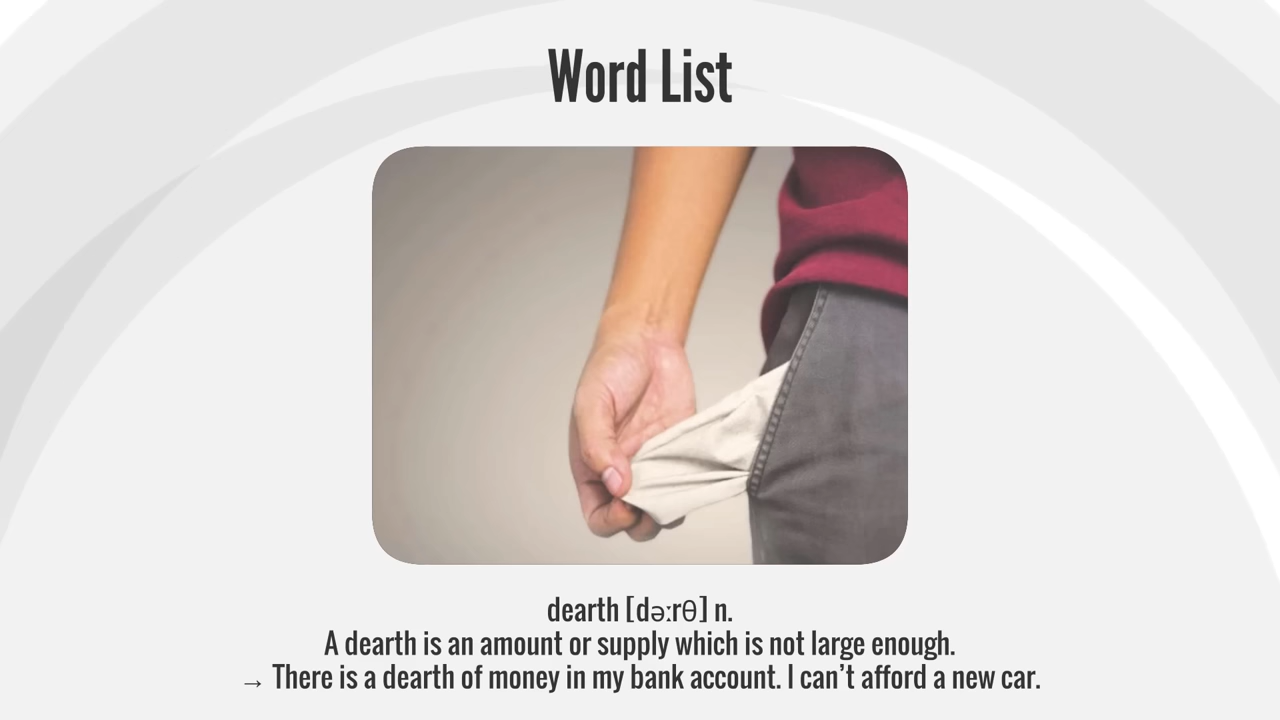 Word List
dearth [dəːrθ] n.
A dearth is an amount or supply which is not large enough.
→ There is a dearth of money in my bank account. I can’t afford a new car.